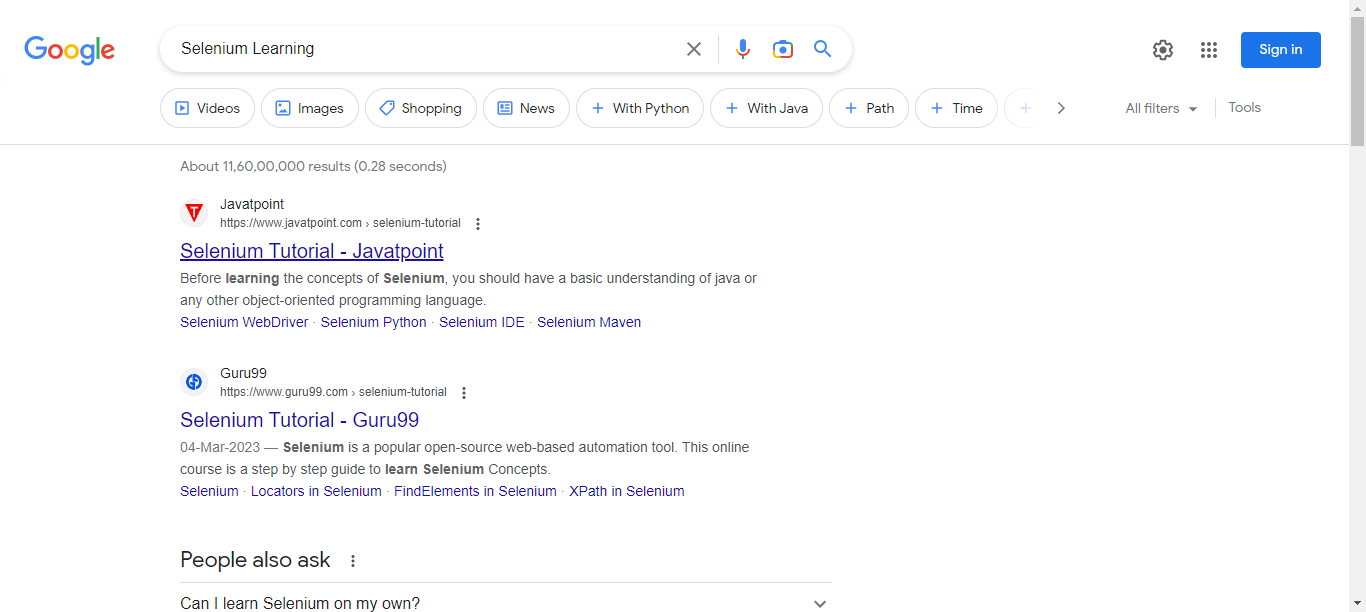 Google
Selenium Learning
Sign in
Videos
Images
Shopping
News
With Python
With Java
Path
Time
All filters
Tools
About 11,60,00,000 results (0.28 seconds)
Javatpoint
https://www.javatpoint.com › selenium-tutorial
Selenium Tutorial - Javatpoint
Before learning the concepts of Selenium, you should have a basic understanding of java or
any other object-oriented programming language.
Selenium WebDriver · Selenium Python · Selenium IDE · Selenium Maven
Guru99
https://www.guru99.com › selenium-tutorial
Selenium Tutorial - Guru99
04-Mar-2023 — Selenium is a popular open-source web-based automation tool. This online
course is a step by step guide to learn Selenium Concepts.
Selenium · Locators in Selenium · FindElements in Selenium · XPath in Selenium
People also ask
Can I learn Selenium on my own?